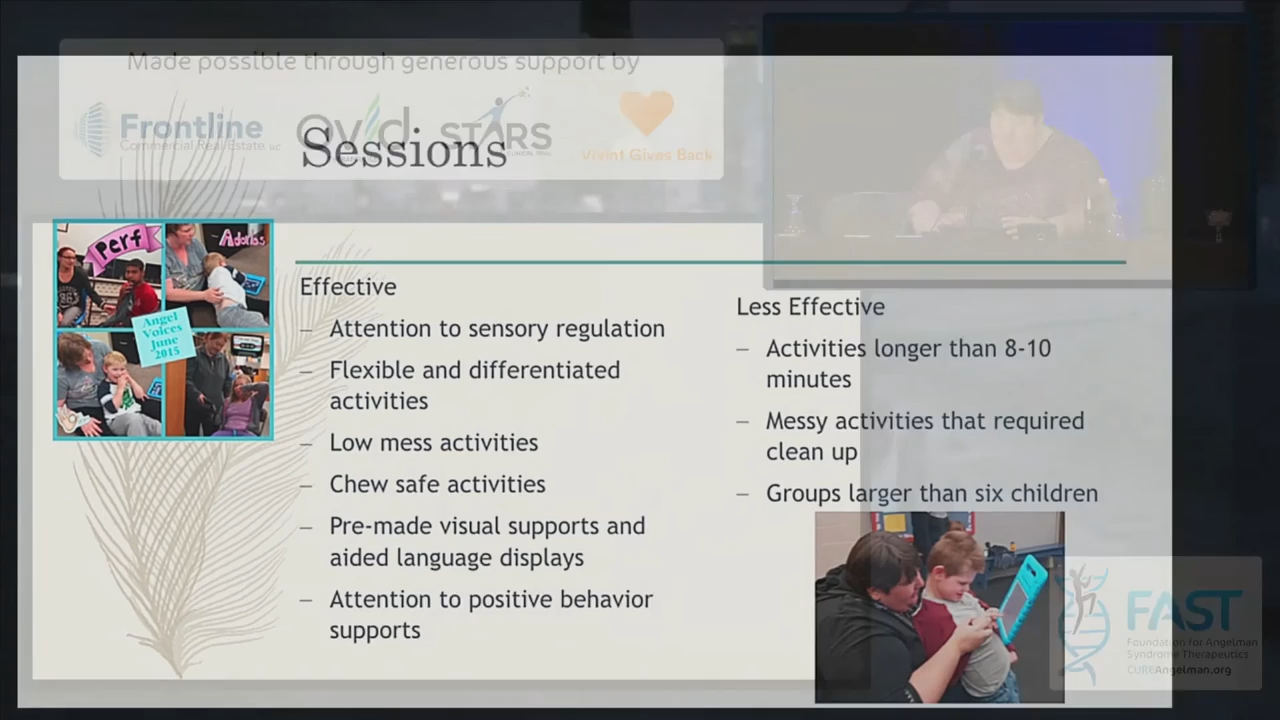 Made possible through generous support by
Frontline
Commercial Real Estate LLC
ovid
STARS
Vivint Gives Back
Sessions
Perf
Adonas
Angel
Voices
June
2015
Effective
– Attention to sensory regulation
– Flexible and differentiated
activities
– Low mess activities
– Chew safe activities
– Pre-made visual supports and
aided language displays
– Attention to positive behavior
supports
Less Effective
– Activities longer than 8-10
minutes
– Messy activities that required
clean up
– Groups larger than six children
FAST
Foundation for Angelman
Syndrome Therapeutics
CUREAngelman.org